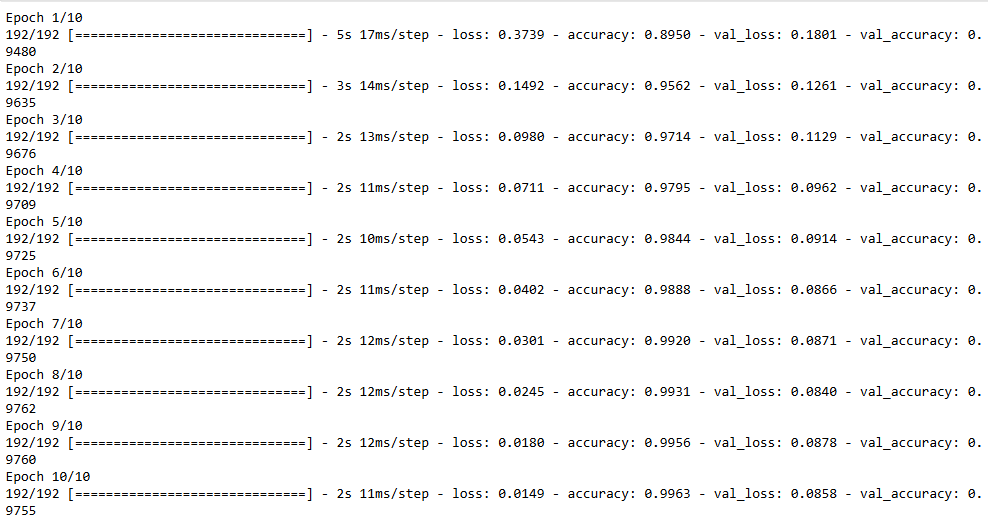 Epoch 1/10
192/192 [==============================] - 5s 17ms/step - loss: 0.3739 - accuracy: 0.8950 - val_loss: 0.1801 - val_accuracy: 0.
9480
Epoch 2/10
192/192 [==============================] - 3s 14ms/step - loss: 0.1492 - accuracy: 0.9562 - val_loss: 0.1261 - val_accuracy: 0.
9635
Epoch 3/10
192/192 [==============================] - 2s 13ms/step - loss: 0.0980 - accuracy: 0.9714 - val_loss: 0.1129 - val_accuracy: 0.
9676
Epoch 4/10
192/192 [==============================] - 2s 11ms/step - loss: 0.0711 - accuracy: 0.9795 - val_loss: 0.0962 - val_accuracy: 0.
9709
Epoch 5/10
192/192 [==============================] - 2s 10ms/step - loss: 0.0543 - accuracy: 0.9844 - val_loss: 0.0914 - val_accuracy: 0.
9725
Epoch 6/10
192/192 [==============================] - 2s 11ms/step - loss: 0.0402 - accuracy: 0.9888 - val_loss: 0.0866 - val_accuracy: 0.
9737
Epoch 7/10
192/192 [==============================] - 2s 12ms/step - loss: 0.0301 - accuracy: 0.9920 - val_loss: 0.0871 - val_accuracy: 0.
9750
Epoch 8/10
192/192 [==============================] - 2s 12ms/step - loss: 0.0245 - accuracy: 0.9931 - val_loss: 0.0840 - val_accuracy: 0.
9762
Epoch 9/10
192/192 [==============================] - 2s 12ms/step - loss: 0.0180 - accuracy: 0.9956 - val_loss: 0.0878 - val_accuracy: 0.
9760
Epoch 10/10
192/192 [==============================] - 2s 11ms/step - loss: 0.0149 - accuracy: 0.9963 - val_loss: 0.0858 - val_accuracy: 0.
9755